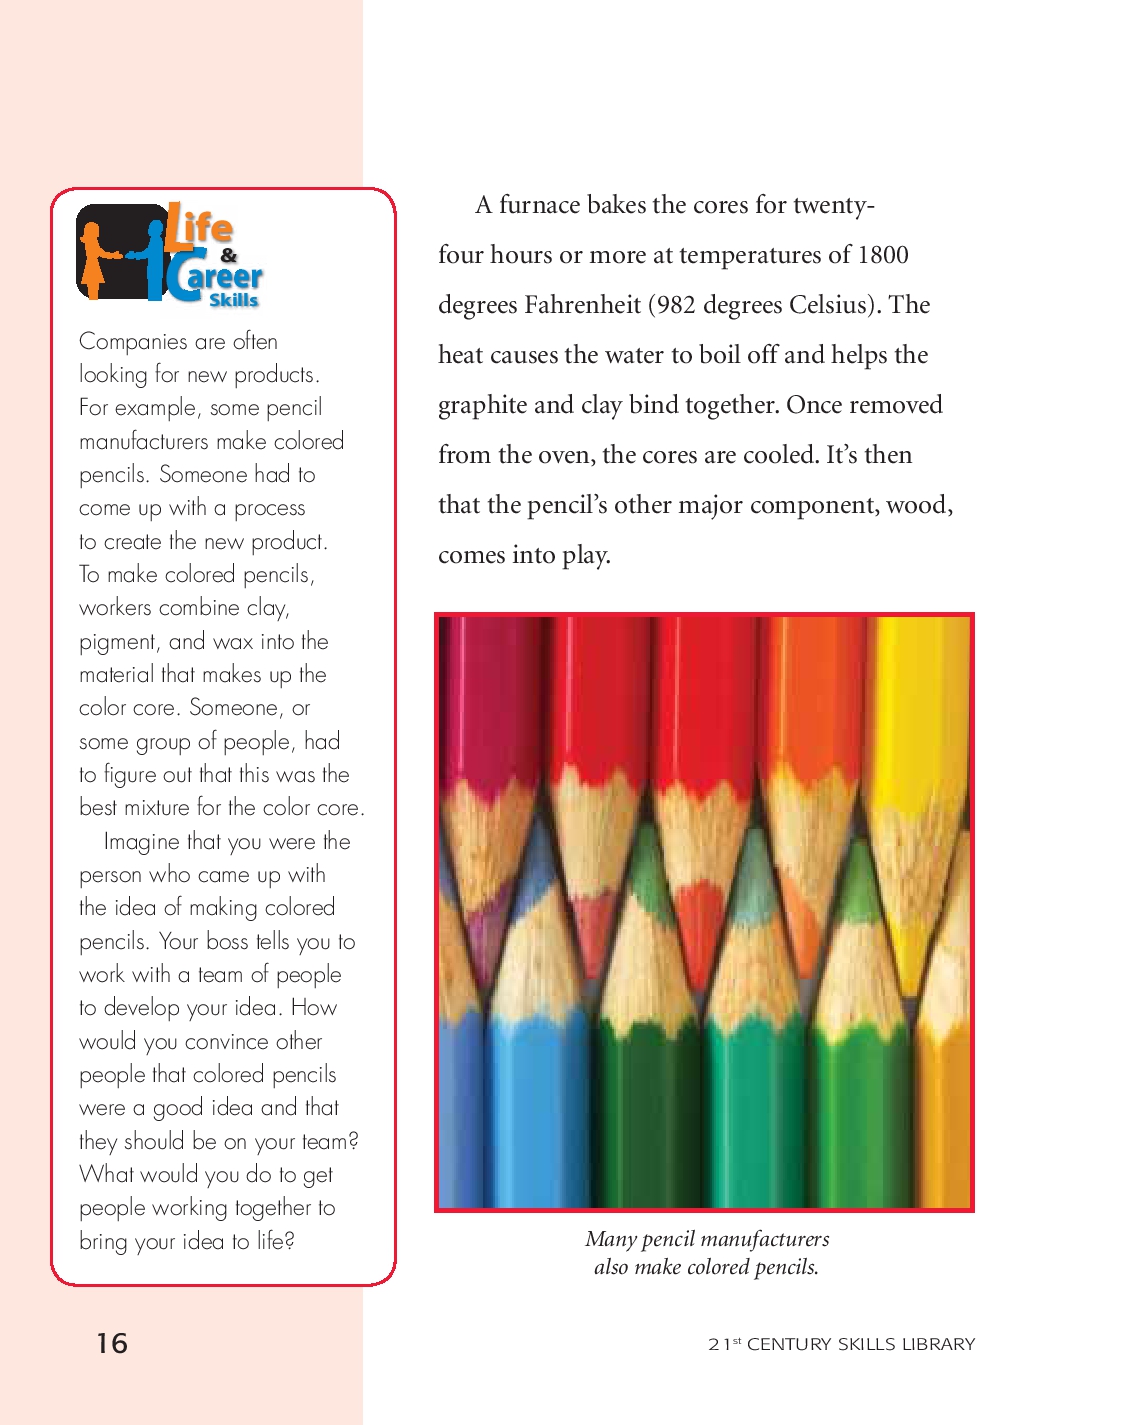 Life
&
Career
Skills
Companies are often
looking for new products.
For example, some pencil
manufacturers make colored
pencils. Someone had to
come up with a process
to create the new product.
To make colored pencils,
workers combine clay,
pigment, and wax into the
material that makes up the
color core. Someone, or
some group of people, had
to figure out that this was the
best mixture for the color core.
Imagine that you were the
person who came up with
the idea of making colored
pencils. Your boss tells you to
work with a team of people
to develop your idea. How
would you convince other
people that colored pencils
were a good idea and that
they should be on your team?
What would you do to get
people working together to
bring your idea to life?
A furnace bakes the cores for twenty-
four hours or more at temperatures of 1800
degrees Fahrenheit (982 degrees Celsius). The
heat causes the water to boil off and helps the
graphite and clay bind together. Once removed
from the oven, the cores are cooled. It’s then
that the pencil’s other major component, wood,
comes into play.
Many pencil manufacturers
also make colored pencils.
16
21st CENTURY SKILLS LIBRARY